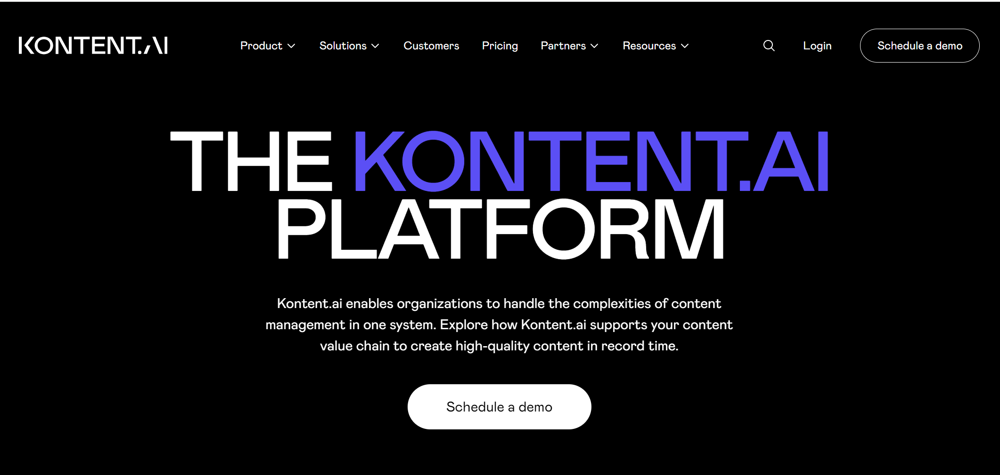 KONTENT.AI
Product
Solutions
Customers
Pricing
Partners
Resources
Login
Schedule a demo
THE KONTENT.AI
PLATFORM
Kontent.ai enables organizations to handle the complexities of content
management in one system. Explore how Kontent.ai supports your content
value chain to create high-quality content in record time.
Schedule a demo